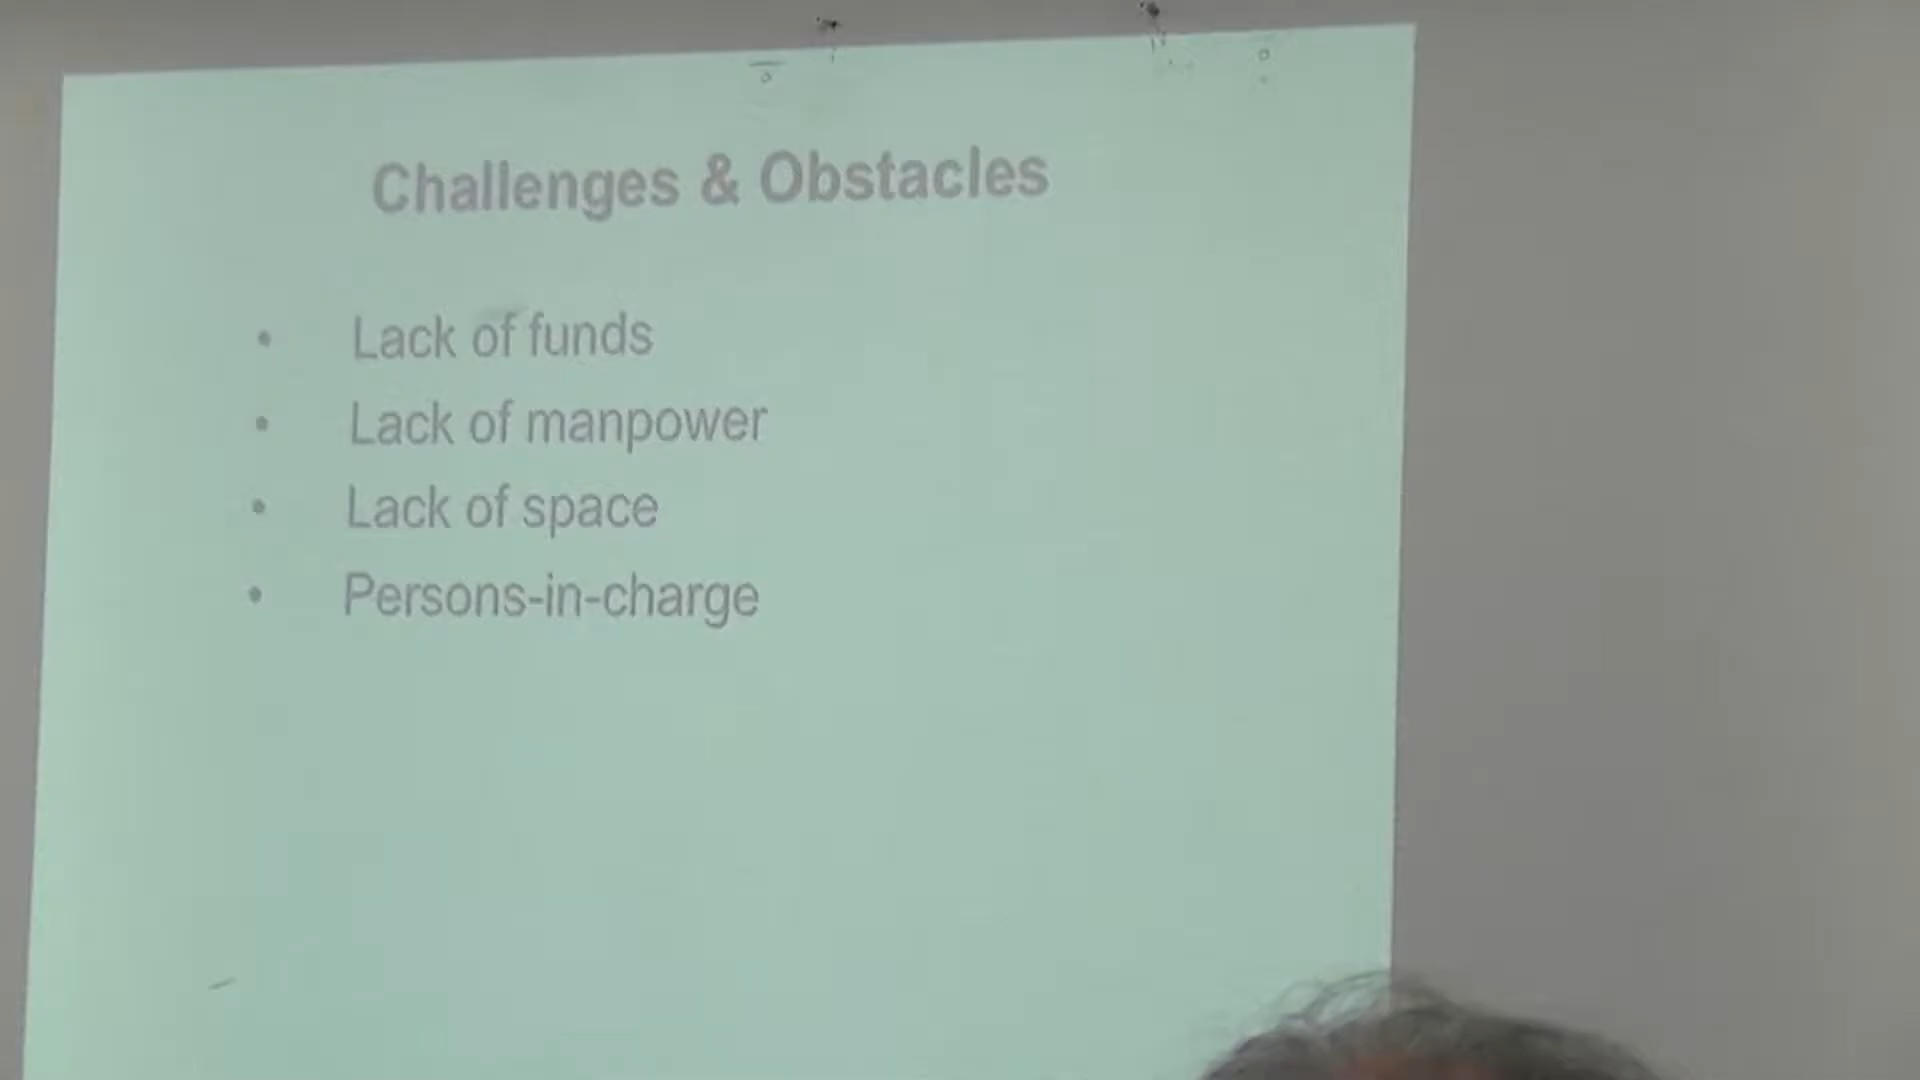 Challenges & Obstacles
• Lack of funds
• Lack of manpower
• Lack of space
• Persons-in-charge